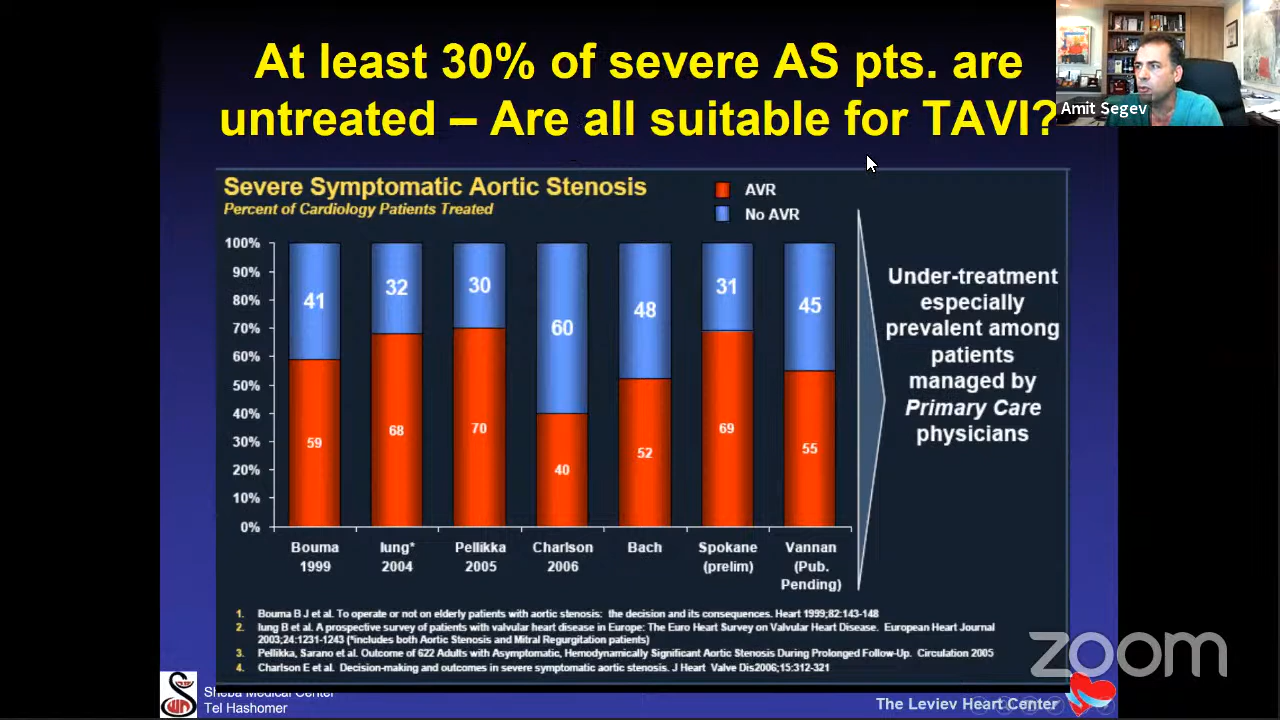 At least 30% of severe AS pts. are
untreated – Are all suitable for TAVI?
Amit Segev
Severe Symptomatic Aortic Stenosis
Percent of Cardiology Patients Treated
AVR
No AVR
100%
90%
80%
70%
60%
50%
40%
30%
20%
10%
0%
41
32
30
60
48
31
45
59
68
70
40
52
69
55
Bouma
1999
Iung*
2004
Pellikka
2005
Charlson
2006
Bach
Spokane
(prelim)
Vannan
(Pub.
Pending)
Under-treatment
especially
prevalent among
patients
managed by
Primary Care
physicians
1. Bouma B J et al. To operate or not on elderly patients with aortic stenosis: the decision and its consequences. Heart 1999;82:143-148
2. Iung B et al. A prospective survey of patients with valvular heart disease in Europe: The Euro Heart Survey on Valvular Heart Disease. European Heart Journal
2003;24:1231-1243 (*includes both Aortic Stenosis and Mitral Regurgitation patients)
3. Pellikka, Sarano et al. Outcome of 622 Adults with Asymptomatic, Hemodynamically Significant Aortic Stenosis During Prolonged Follow-Up. Circulation 2005
4. Charlson E et al. Decision-making and outcomes in severe symptomatic aortic stenosis. J Heart Valve Dis2006;15:312-321
zoom
Sheba Medical Center
Tel Hashomer
The Leviev Heart Center